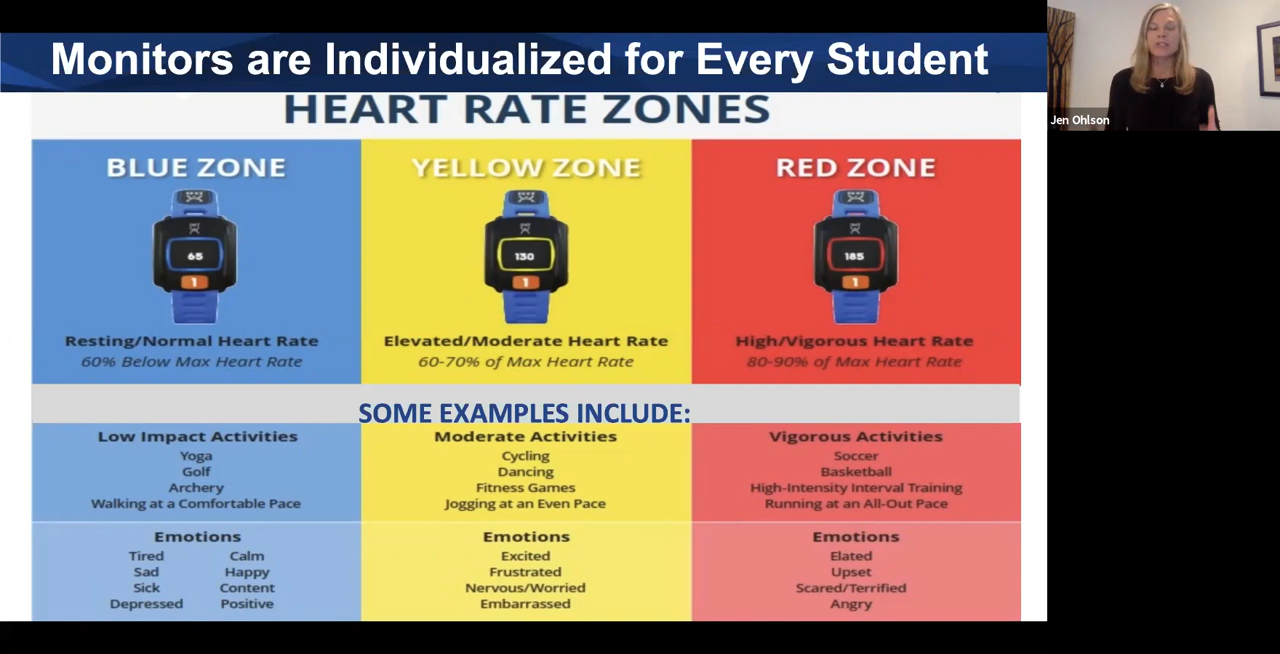 Monitors are Individualized for Every Student
Jen Ohlson
HEART RATE ZONES
BLUE ZONE
65
1
Resting/Normal Heart Rate
60% Below Max Heart Rate
YELLOW ZONE
130
1
Elevated/Moderate Heart Rate
60-70% of Max Heart Rate
RED ZONE
185
1
High/Vigorous Heart Rate
80-90% of Max Heart Rate
SOME EXAMPLES INCLUDE:
Low Impact Activities
Yoga
Golf
Archery
Walking at a Comfortable Pace
Moderate Activities
Cycling
Dancing
Fitness Games
Jogging at an Even Pace
Vigorous Activities
Soccer
Basketball
High-Intensity Interval Training
Running at an All-Out Pace
Emotions
Tired Calm
Sad Happy
Sick Content
Depressed Positive
Emotions
Excited
Frustrated
Nervous/Worried
Embarrassed
Emotions
Elated
Upset
Scared/Terrified
Angry